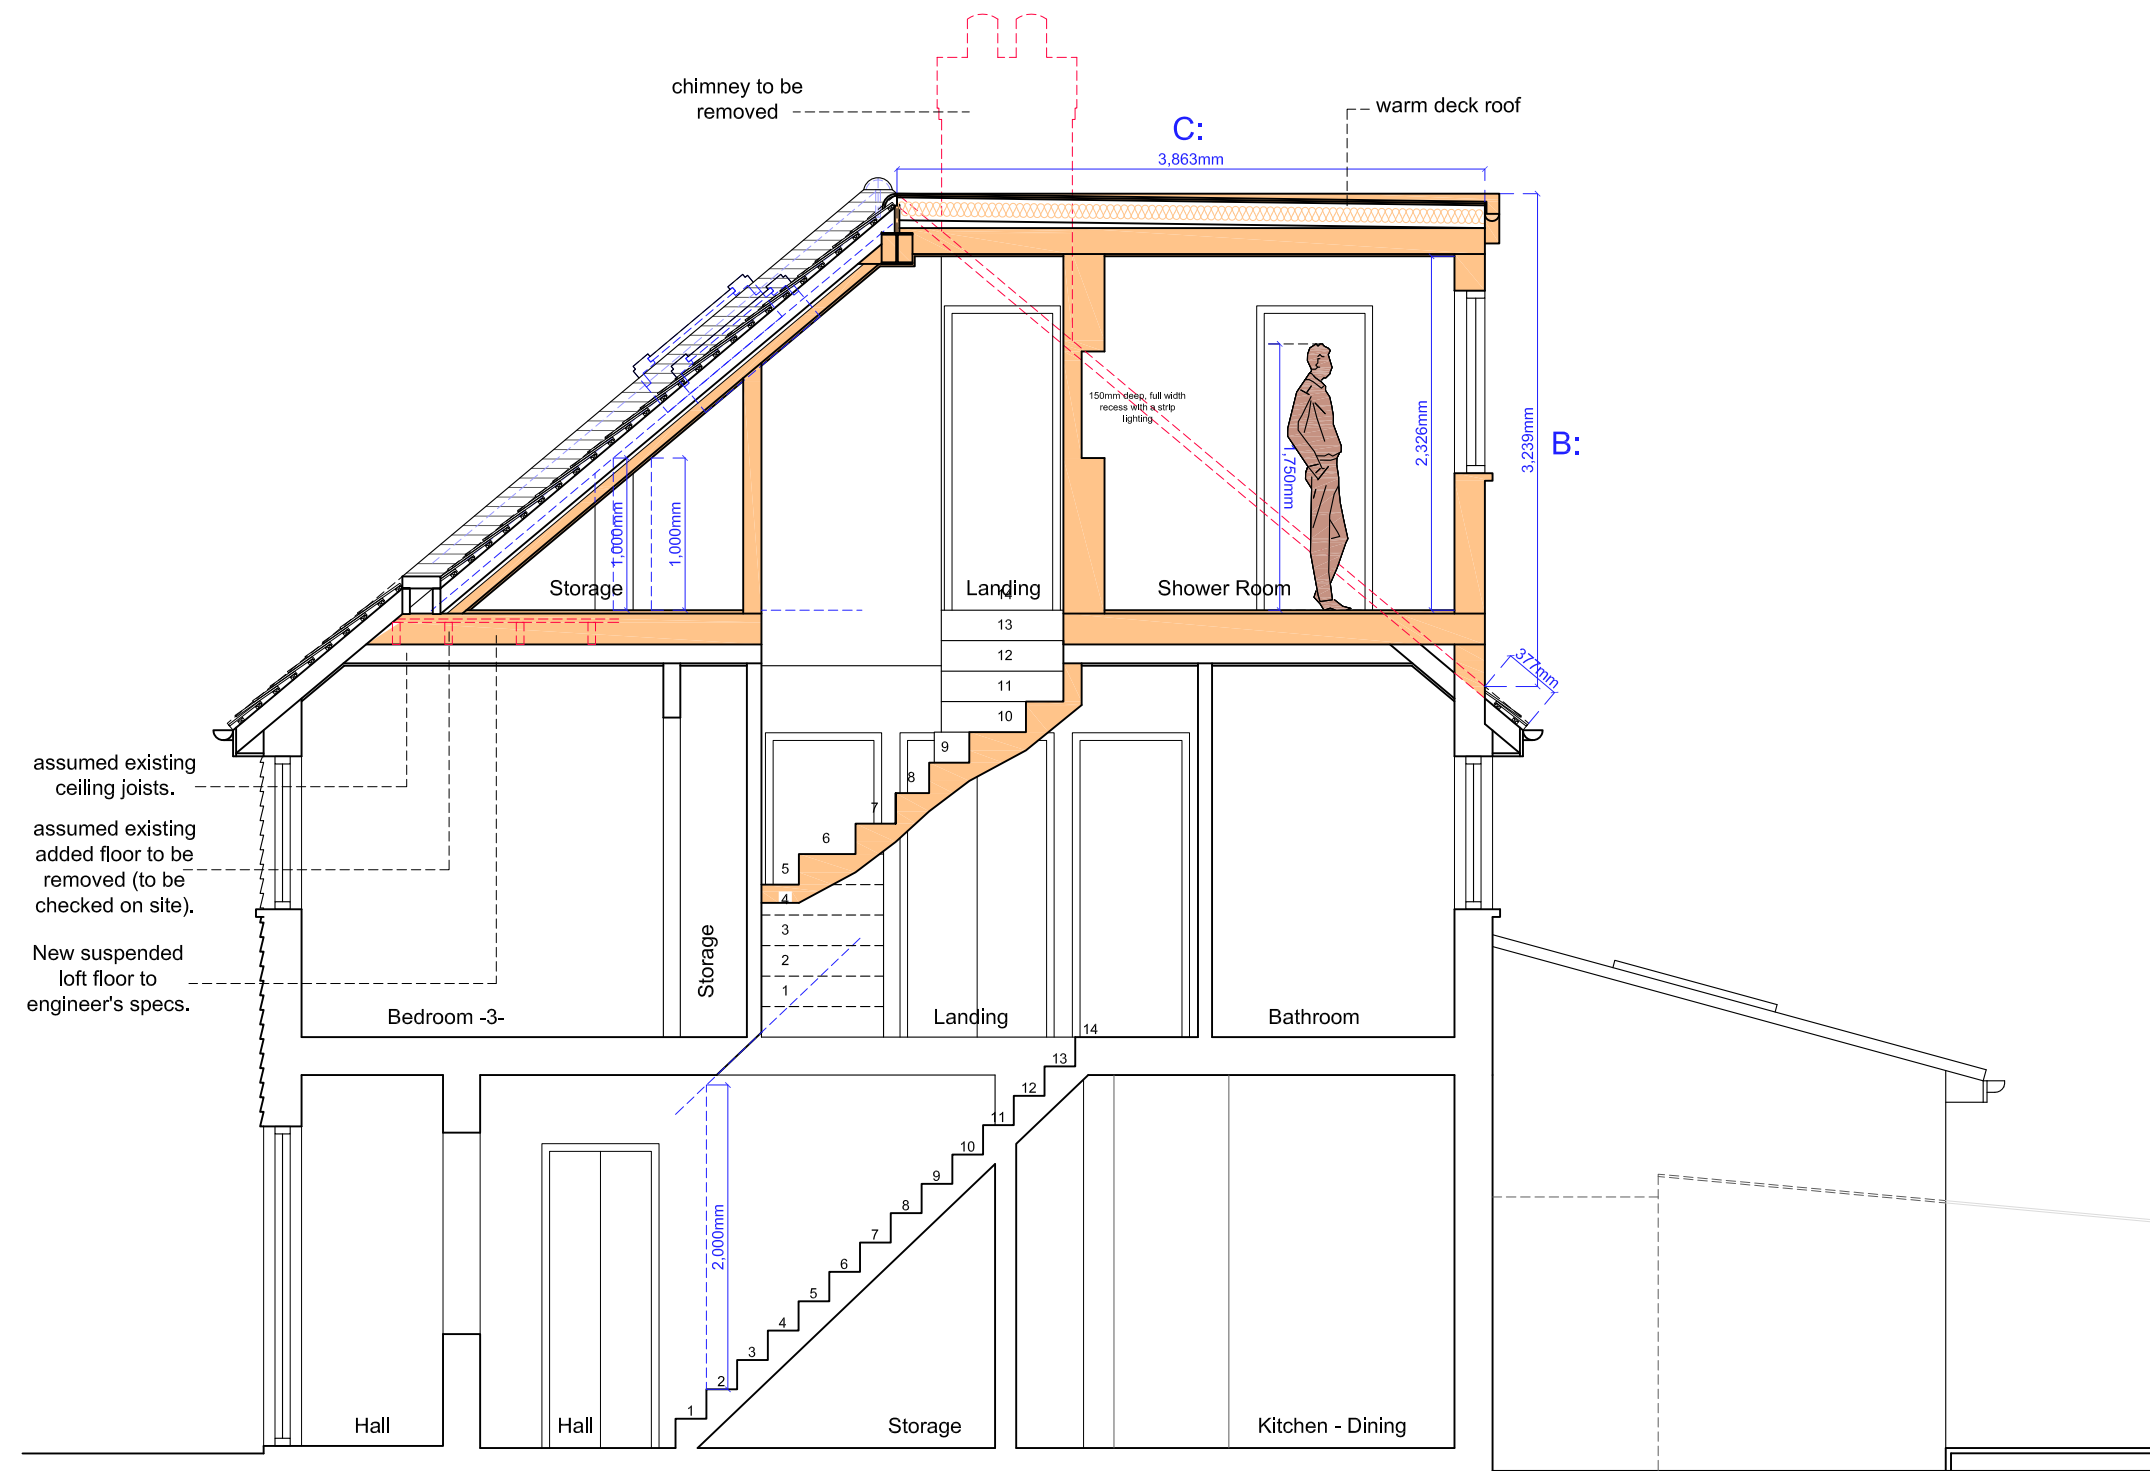 chimney to be
removed
warm deck roof
C:
3,863mm
150mm deep, full width
recess with a strip
lighting
1,750mm
2,326mm
3,239mm
B:
377mm
1,000mm
1,000mm
Storage
Landing
Shower Room
14
13
12
11
10
9
8
7
6
5
4
3
2
1
assumed existing
ceiling joists.
assumed existing
added floor to be
removed (to be
checked on site).
New suspended
loft floor to
engineer's specs.
Bedroom -3-
Storage
Landing
Bathroom
14
13
12
11
10
9
8
7
6
5
4
3
2
1
2,000mm
Hall
Hall
Storage
Kitchen - Dining